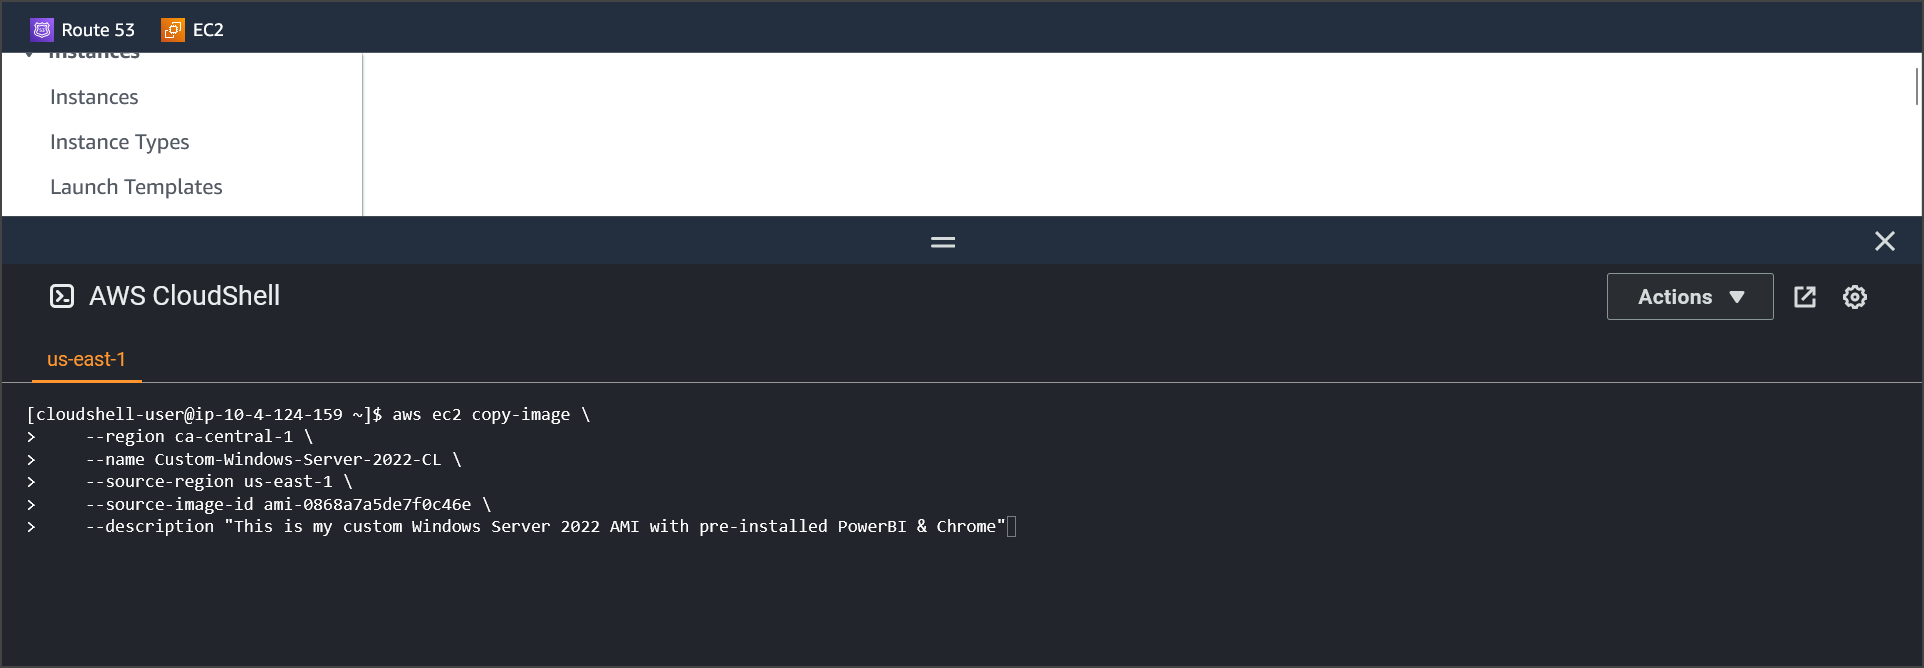 Route 53 EC2
Instances
Instances
Instance Types
Launch Templates
AWS CloudShell
Actions
us-east-1
[cloudshell-user@ip-10-4-124-159 ~]$ aws ec2 copy-image \
>     --region ca-central-1 \
>     --name Custom-Windows-Server-2022-CL \
>     --source-region us-east-1 \
>     --source-image-id ami-0868a7a5de7f0c46e \
>     --description "This is my custom Windows Server 2022 AMI with pre-installed PowerBI & Chrome"